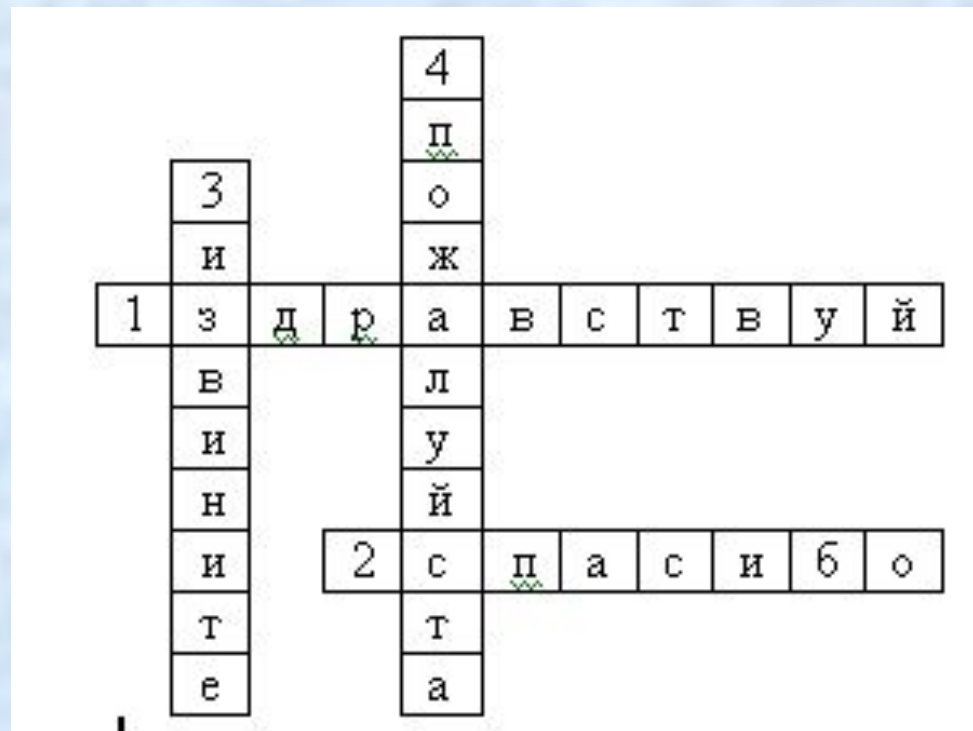 4
п
3 о
и ж
1 з д р а в с т в у й
в л
и у
н й
и 2 с п а с и б о
т т
е а